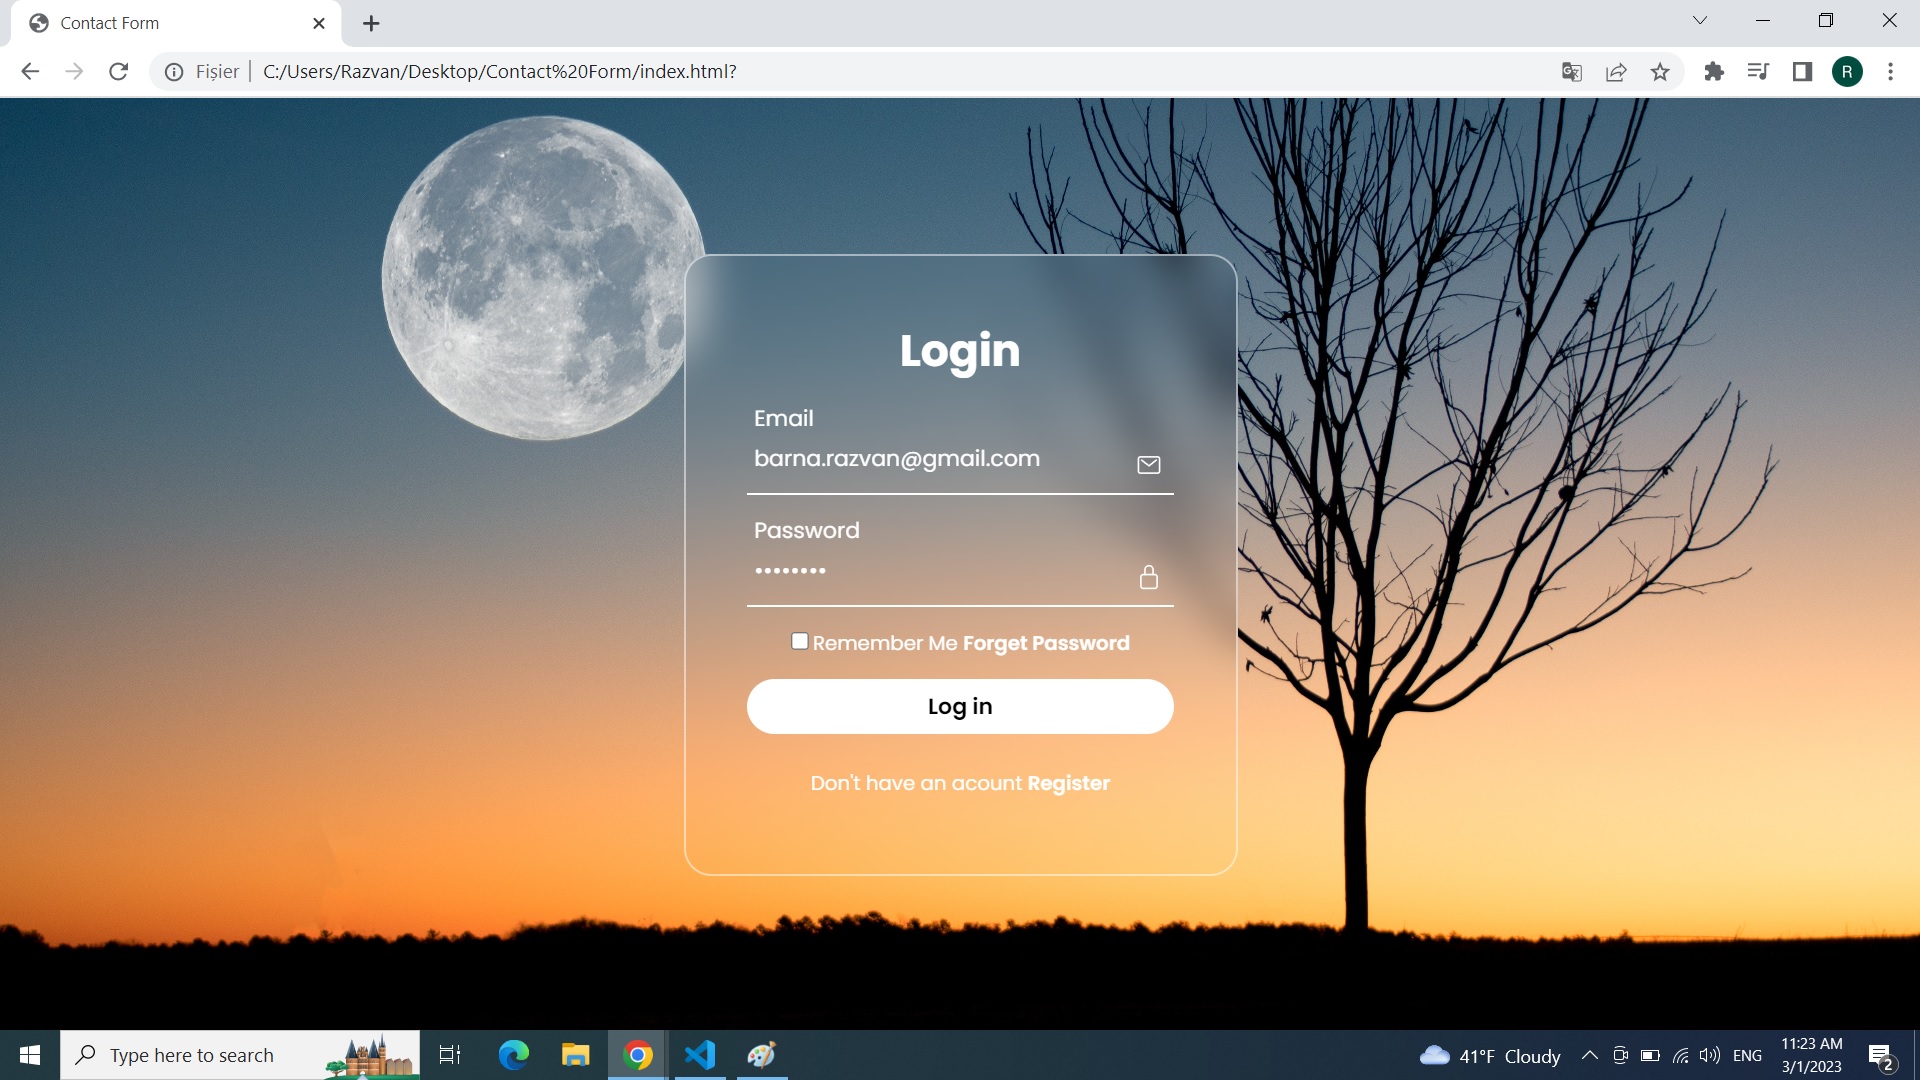 Contact Form
Fișier
C:/Users/Razvan/Desktop/Contact%20Form/index.html?
R
Login
Email
barna.razvan@gmail.com
Password
••••••••
Remember Me Forget Password
Log in
Don't have an acount Register
Type here to search
41°F Cloudy
ENG
11:23 AM
3/1/2023
2